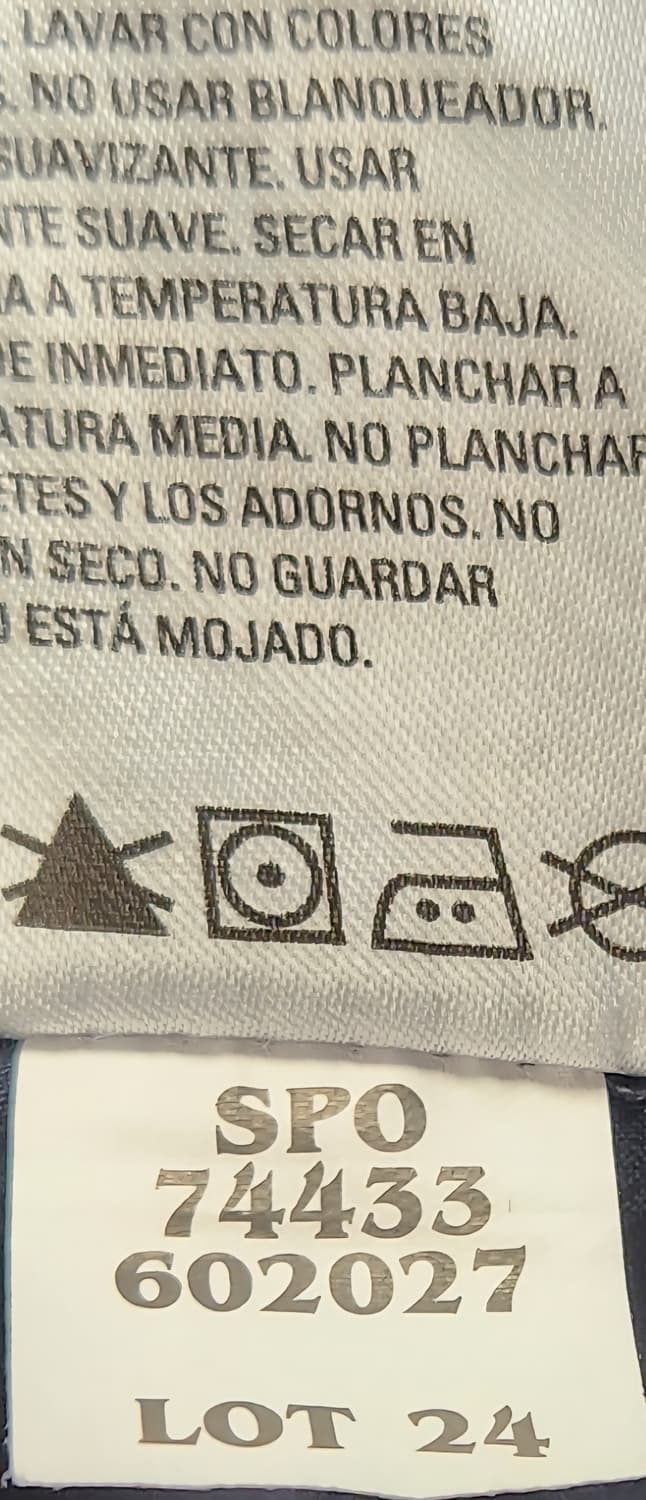 . LAVAR CON COLORES
. NO USAR BLANQUEADOR.
SUAVIZANTE. USAR
NTE SUAVE. SECAR EN
A A TEMPERATURA BAJA.
DE INMEDIATO. PLANCHAR A
ATURA MEDIA. NO PLANCHAR
ETES Y LOS ADORNOS. NO
N SECO. NO GUARDAR
O ESTÁ MOJADO.
SPO
74433
602027
LOT 24